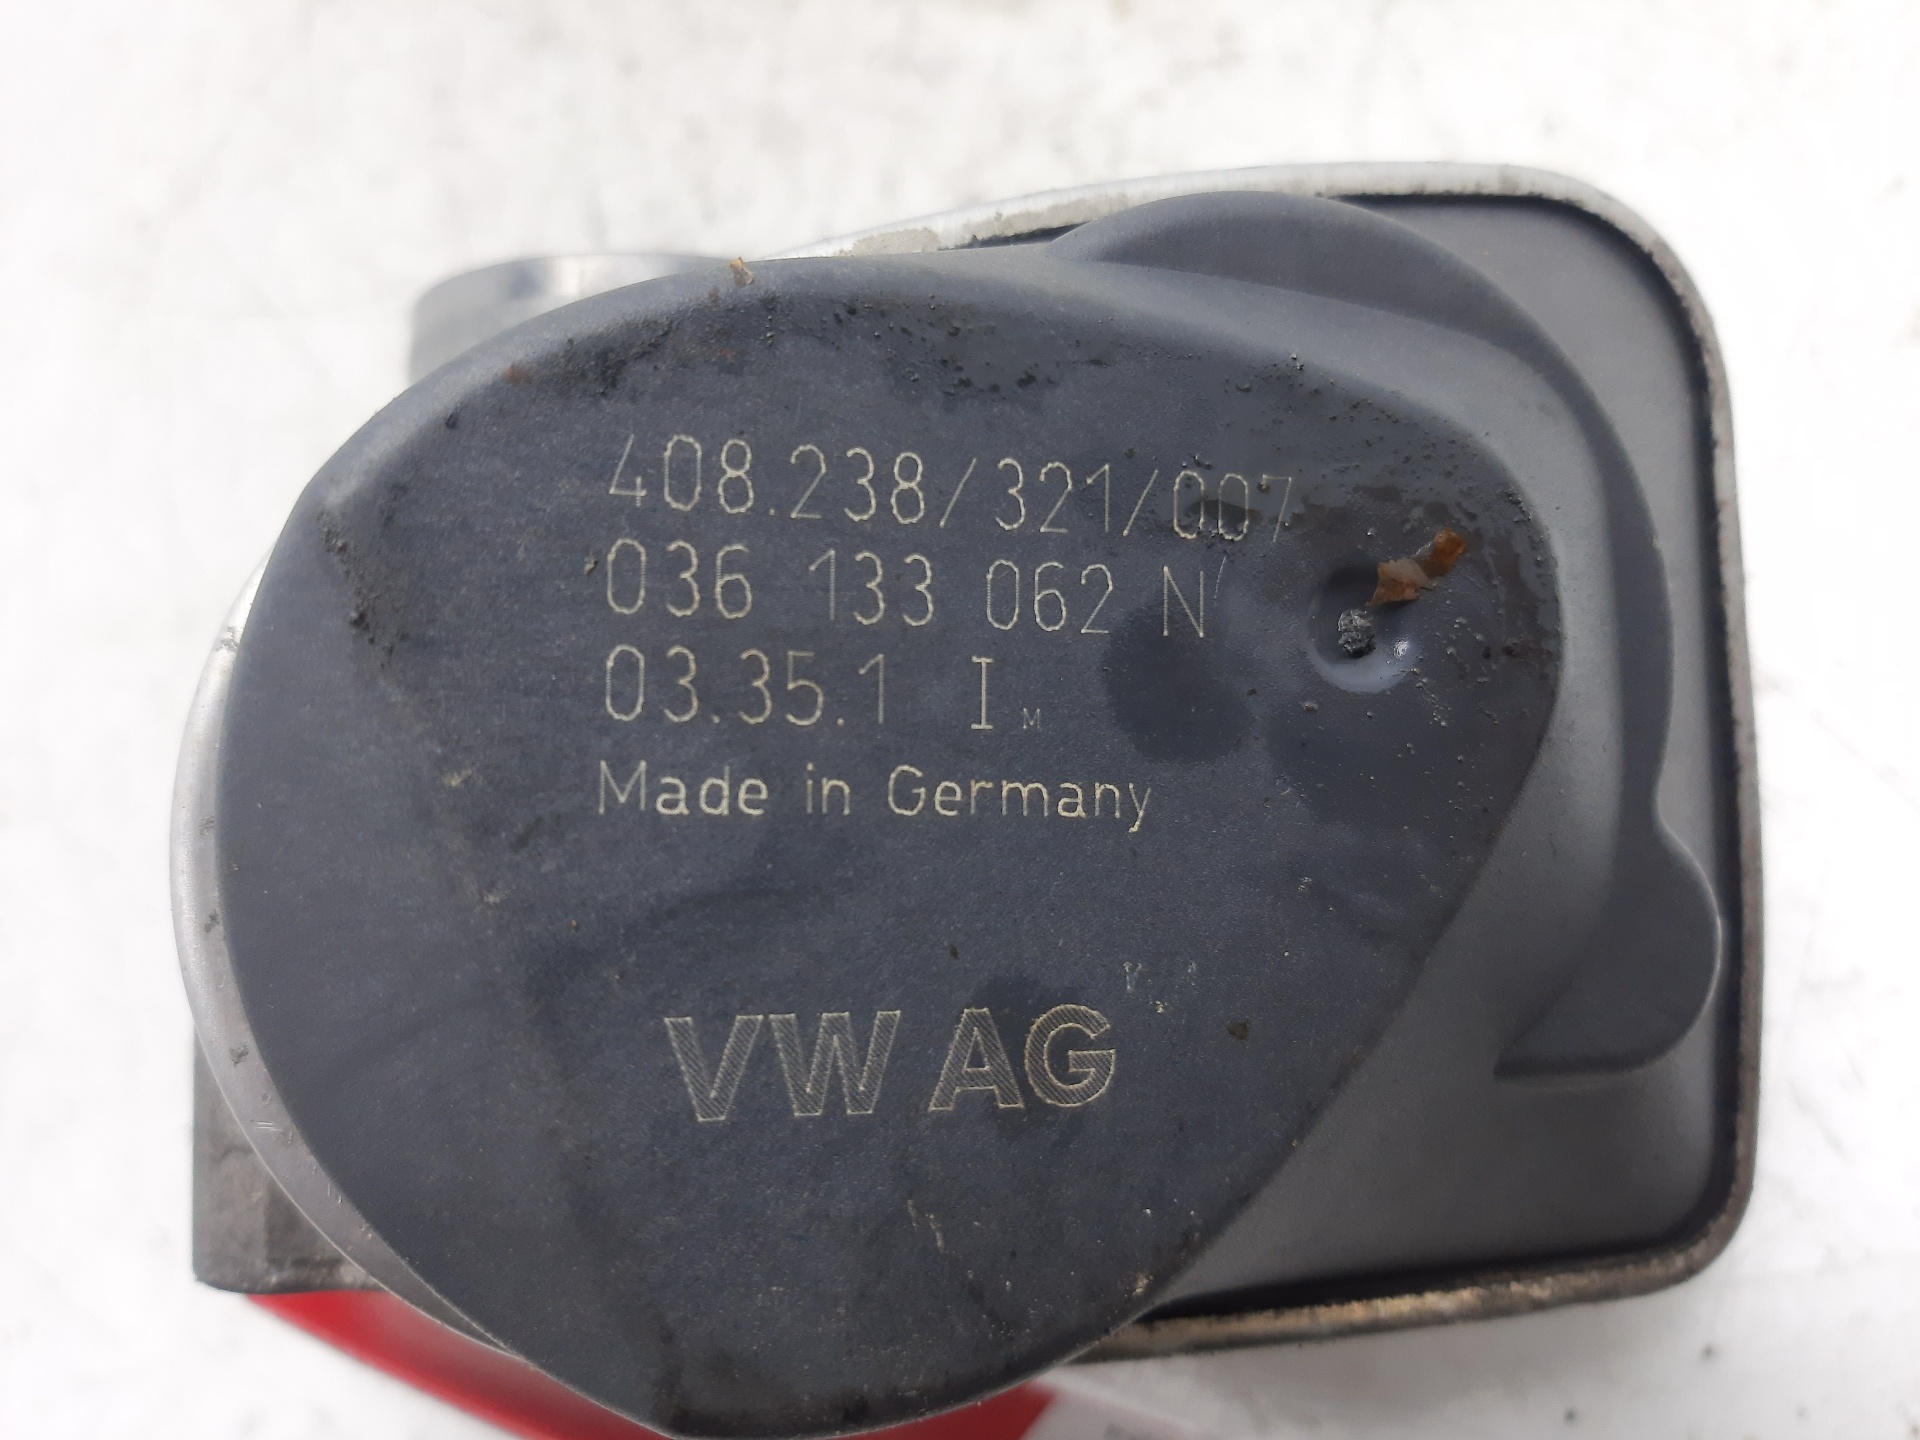 408.238/321/007
036 133 062 N
03.35.1 I M
Made in Germany
VW AG